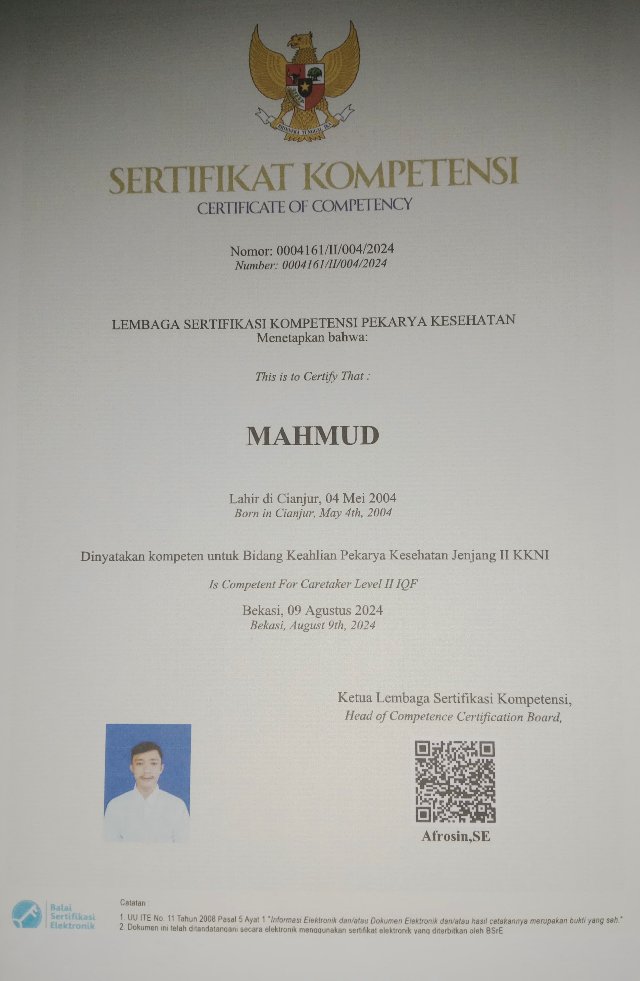 BHINNEKA TUNGGAL IKA
SERTIFIKAT KOMPETENSI
CERTIFICATE OF COMPETENCY
Nomor: 0004161/II/004/2024
Number: 0004161/II/004/2024
LEMBAGA SERTIFIKASI KOMPETENSI PEKARYA KESEHATAN
Menetapkan bahwa:
This is to Certify That :
MAHMUD
Lahir di Cianjur, 04 Mei 2004
Born in Cianjur, May 4th, 2004
Dinyatakan kompeten untuk Bidang Keahlian Pekarya Kesehatan Jenjang II KKNI
Is Competent For Caretaker Level II IQF
Bekasi, 09 Agustus 2024
Bekasi, August 9th, 2024
Ketua Lembaga Sertifikasi Kompetensi,
Head of Competence Certification Board,
Afrosin,SE
Balai
Sertifikasi
Elektronik
Catatan :
1. UU ITE No. 11 Tahun 2008 Pasal 5 Ayat 1 "Informasi Elektronik dan/atau Dokumen Elektronik dan/atau hasil cetakannya merupakan bukti yang sah."
2. Dokumen ini telah ditandatangani secara elektronik menggunakan sertifikat elektronik yang diterbitkan oleh BSrE